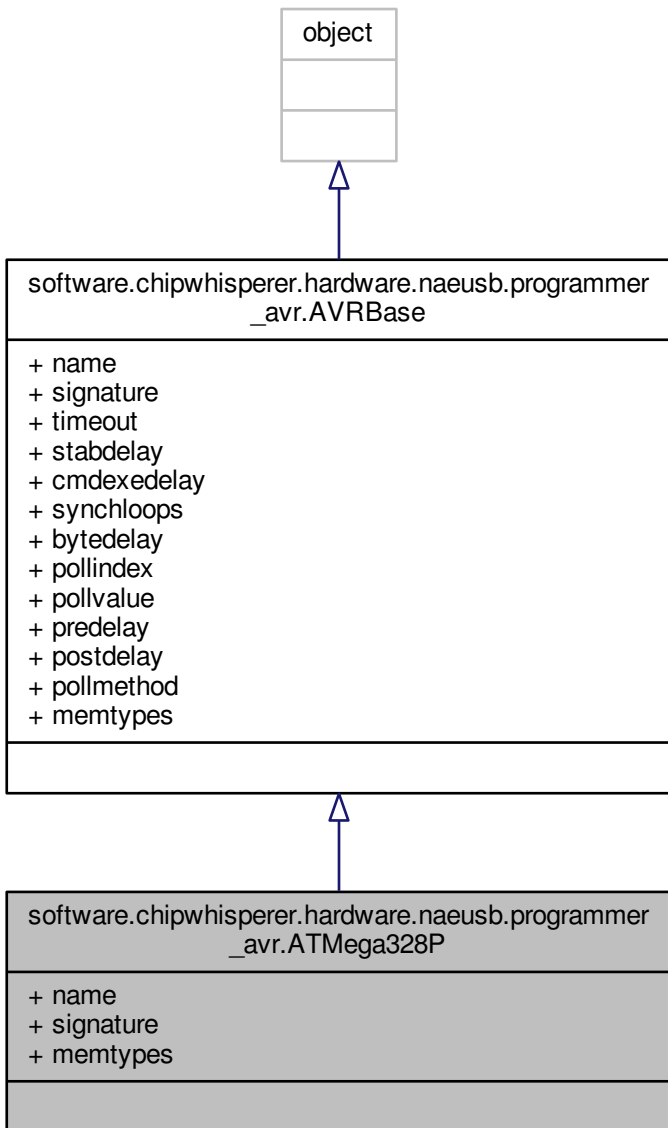 object
software.chipwhisperer.hardware.naeusb.programmer
_avr.AVRBase
+ name
+ signature
+ timeout
+ stabdelay
+ cmdexedelay
+ synchloops
+ bytedelay
+ pollindex
+ pollvalue
+ predelay
+ postdelay
+ pollmethod
+ memtypes
software.chipwhisperer.hardware.naeusb.programmer
_avr.ATMega328P
+ name
+ signature
+ memtypes